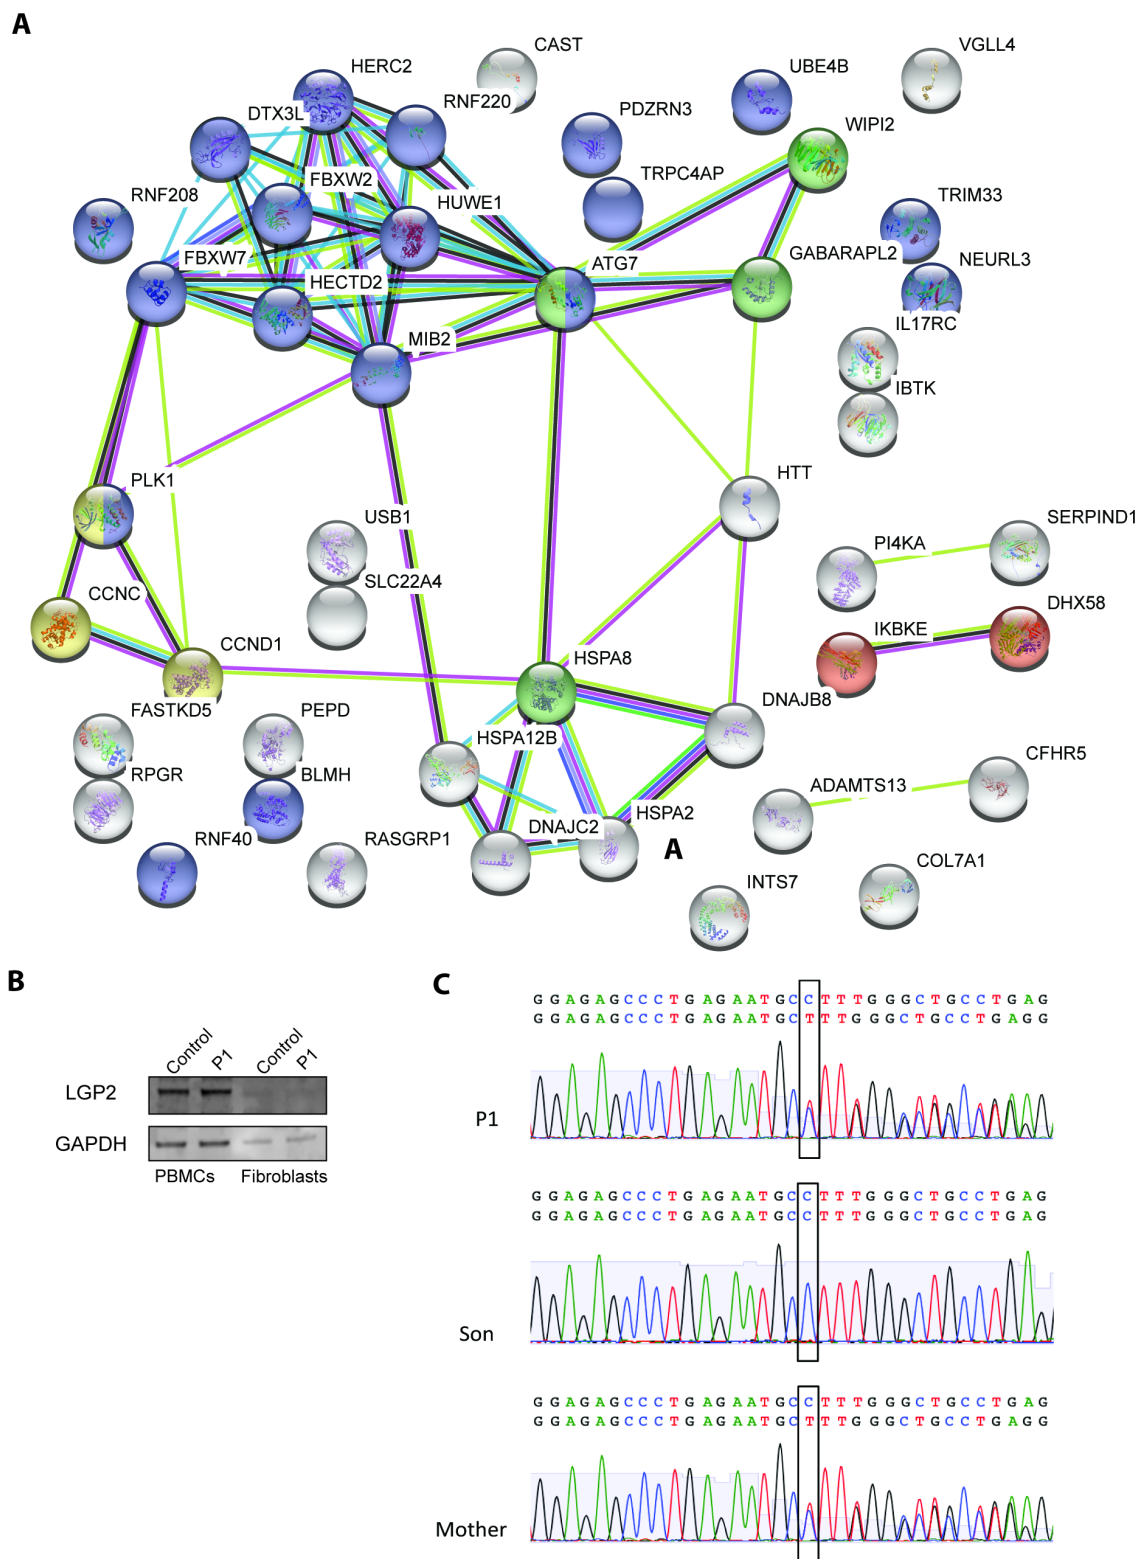 A
CAST
VGLL4
HERC2
UBE4B
RNF220
DTX3L
PDZRN3
WIPI2
FBXW2
TRPC4AP
RNF208
HUWE1
TRIM33
FBXW7
ATG7
GABARAPL2
NEURL3
HECTD2
IL17RC
MIB2
IBTK
HTT
PLK1
USB1
SERPIND1
PI4KA
SLC22A4
CCNC
DHX58
IKBKE
CCND1
HSPA8
DNAJB8
FASTKD5
PEPD
HSPA12B
CFHR5
RPGR
BLMH
ADAMTS13
HSPA2
DNAJC2
RNF40
RASGRP1
A
COL7A1
INTS7
B
Control
P1
Control
P1
LGP2
GAPDH
PBMCs Fibroblasts
C
GGAGAGCCCTGAGAATGCCTTTGGGCTGCCTGAG
GGAGAGCCCTGAGAATGCTTTGGGCTGCCTGAGG
P1
GGAGAGCCCTGAGAATGCCTTTGGGCTGCCTGAG
GGAGAGCCCTGAGAATGCCTTTGGGCTGCCTGAG
Son
GGAGAGCCCTGAGAATGCCTTTGGGCTGCCTGAG
GGAGAGCCCTGAGAATGCTTTGGGCTGCCTGAGG
Mother